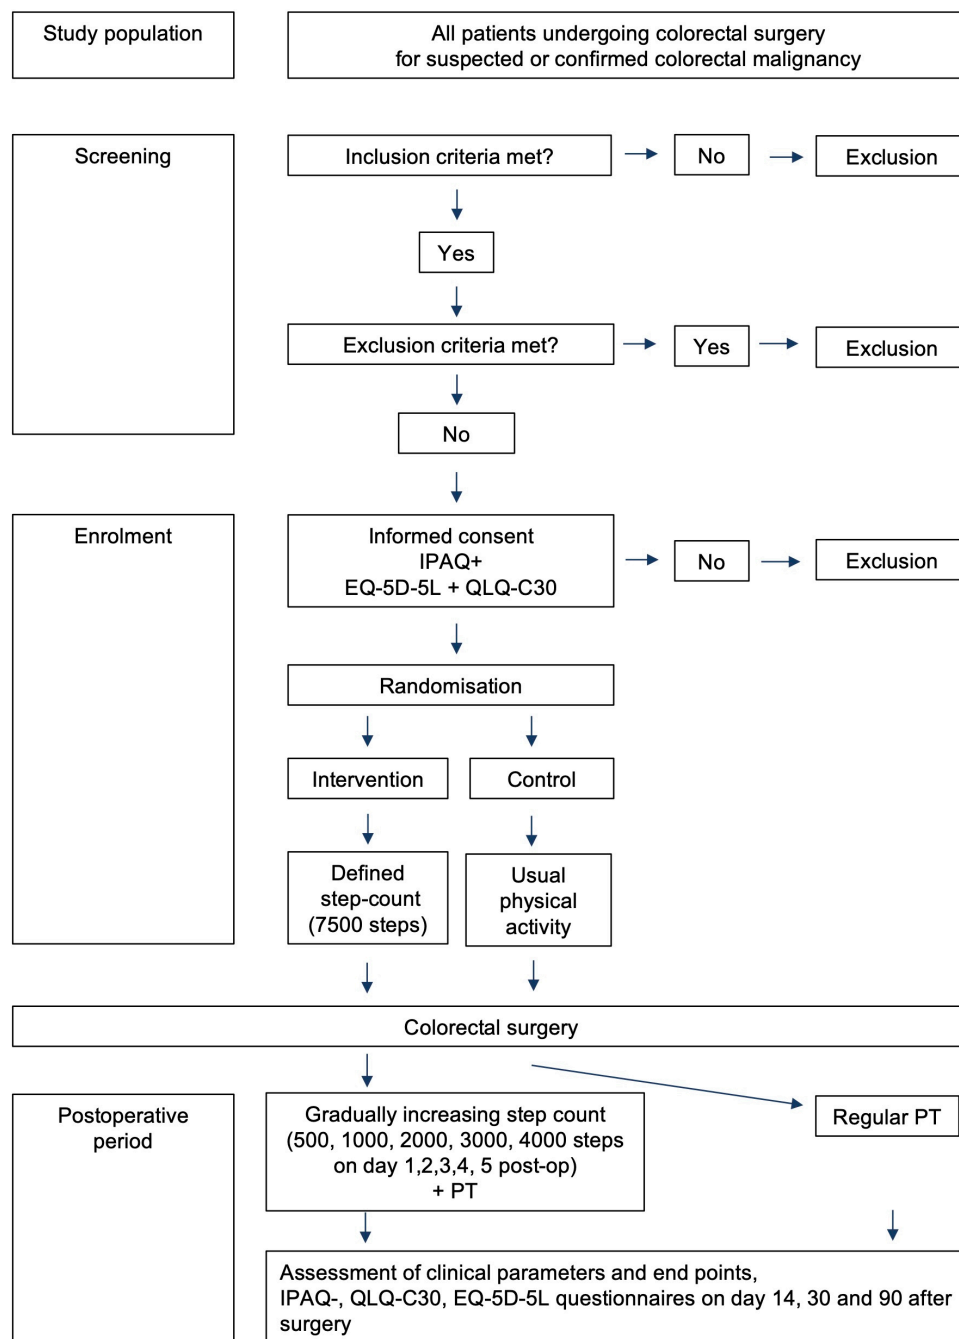 Study population
All patients undergoing colorectal surgery
for suspected or confirmed colorectal malignancy
Screening
Inclusion criteria met?
No
Exclusion
Yes
Exclusion criteria met?
Yes
Exclusion
No
Enrolment
Informed consent
IPAQ+
EQ-5D-5L + QLQ-C30
No
Exclusion
Randomisation
Intervention
Control
Defined
step-count
(7500 steps)
Usual
physical
activity
Colorectal surgery
Postoperative
period
Gradually increasing step count
(500, 1000, 2000, 3000, 4000 steps
on day 1,2,3,4, 5 post-op)
+ PT
Regular PT
Assessment of clinical parameters and end points,
IPAQ-, QLQ-C30, EQ-5D-5L questionnaires on day 14, 30 and 90 after
surgery